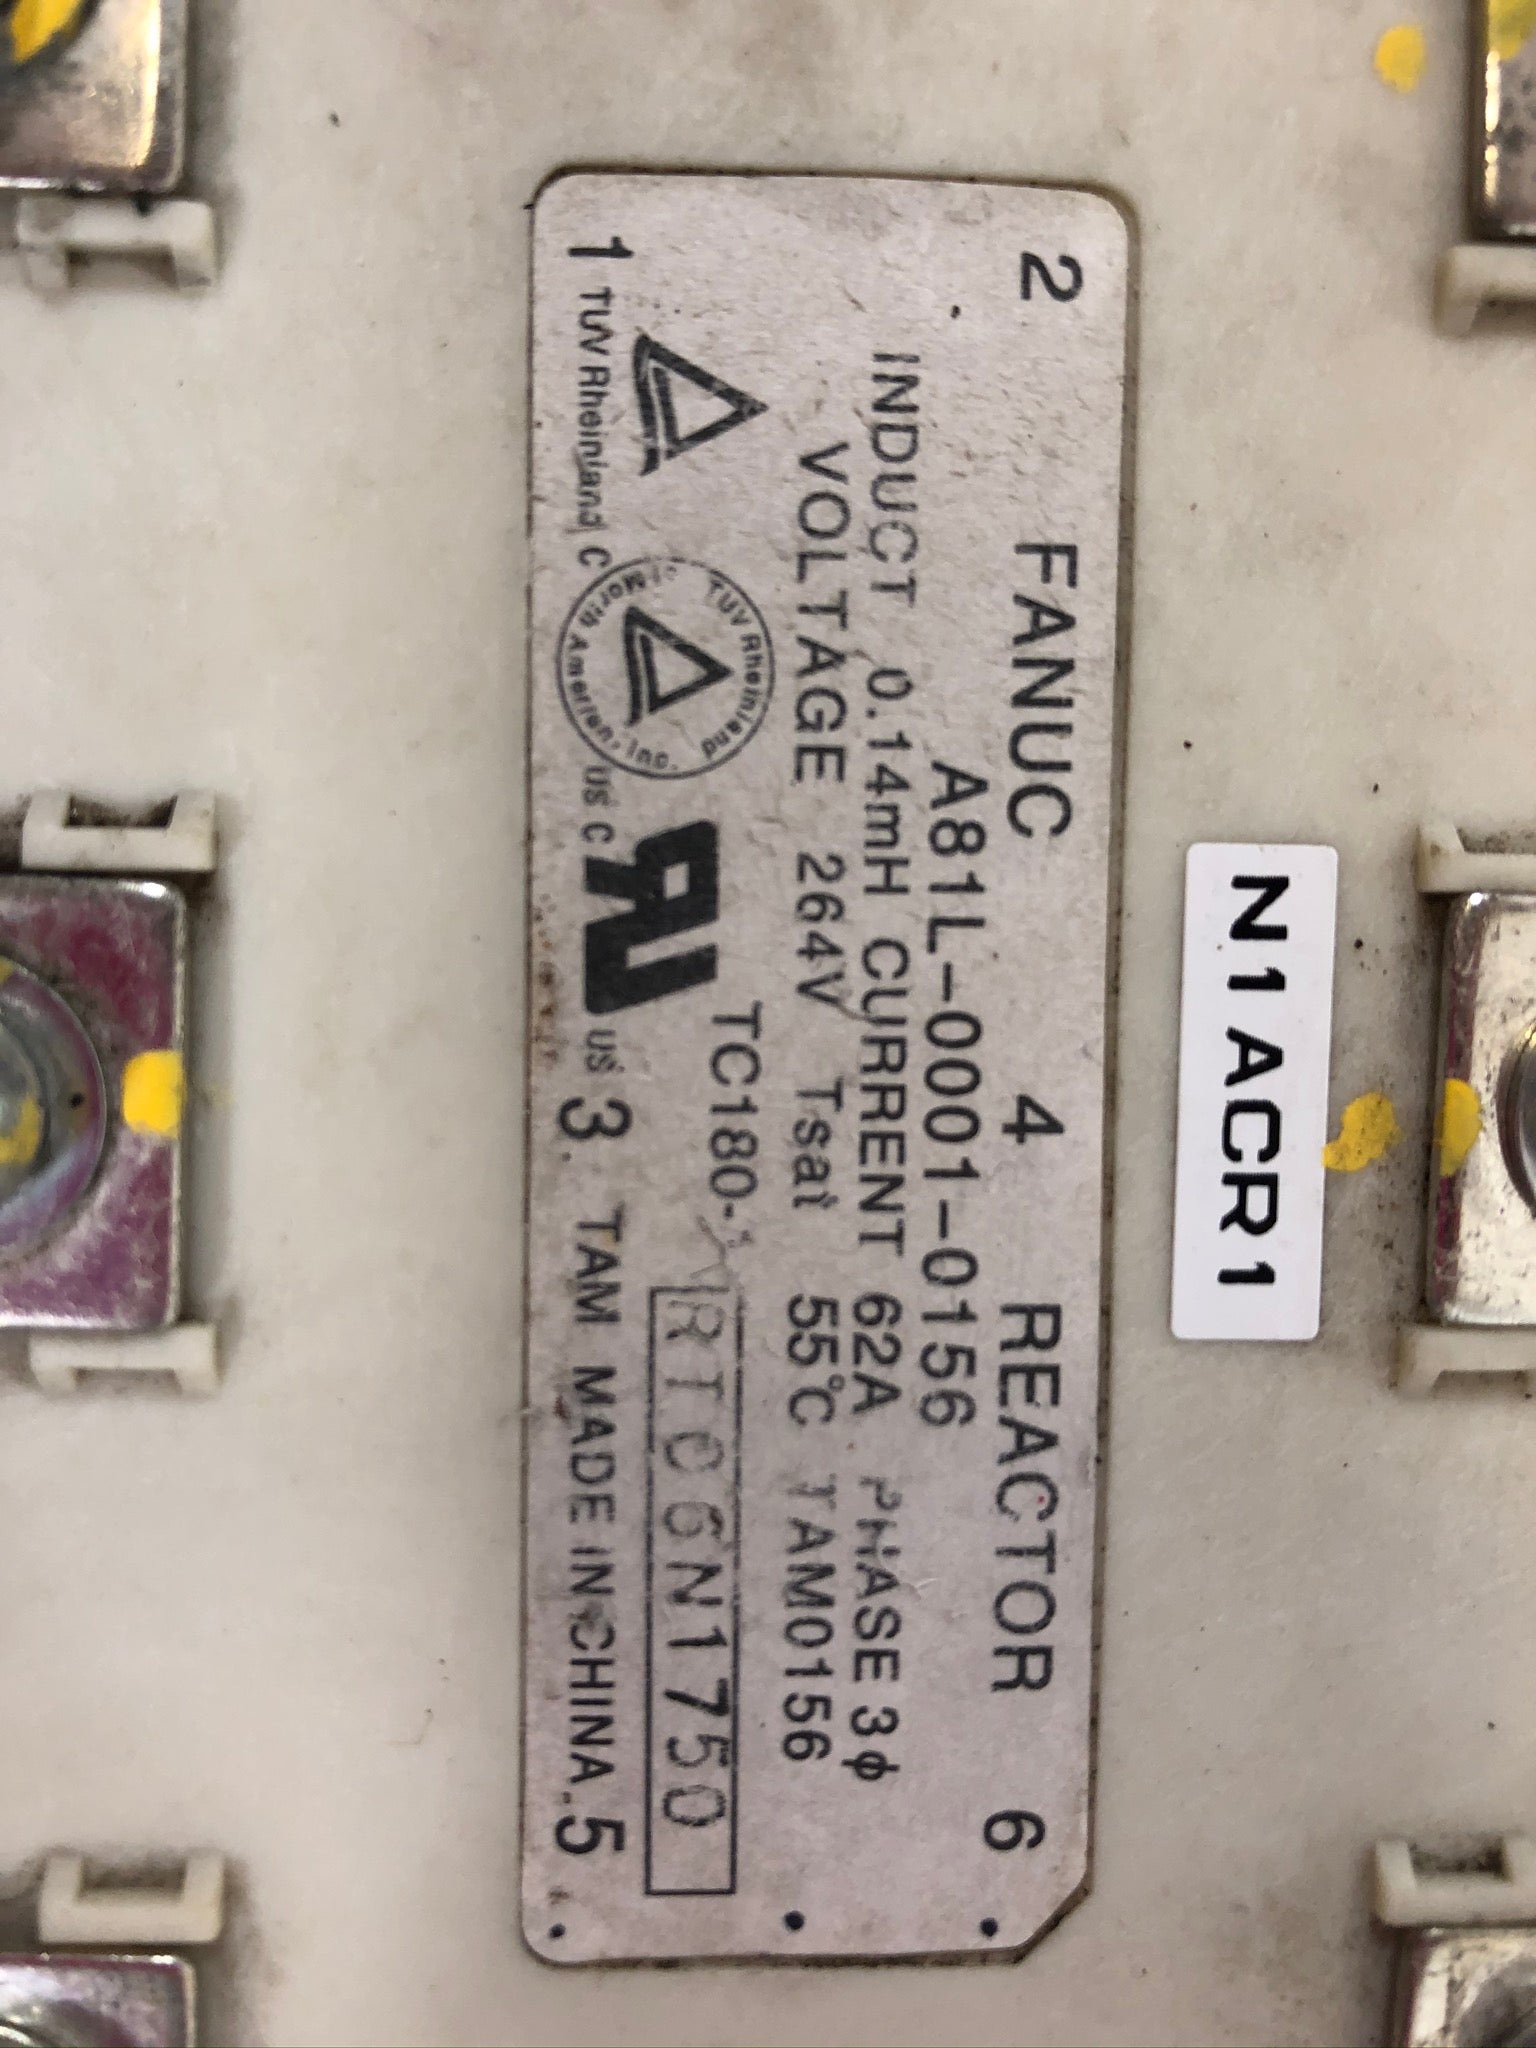 N1ACR1
2 4 6
FANUC REACTOR
A81L-0001-0156
INDUCT 0.14mH CURRENT 62A PHASE 3ϕ
VOLTAGE 264V Tsat 55°C TAM0156
TUV Rheinland
North America, Inc.
TC180-
N1750
TUV Rheinland C US C US
1 3 5
TAM MADE IN CHINA